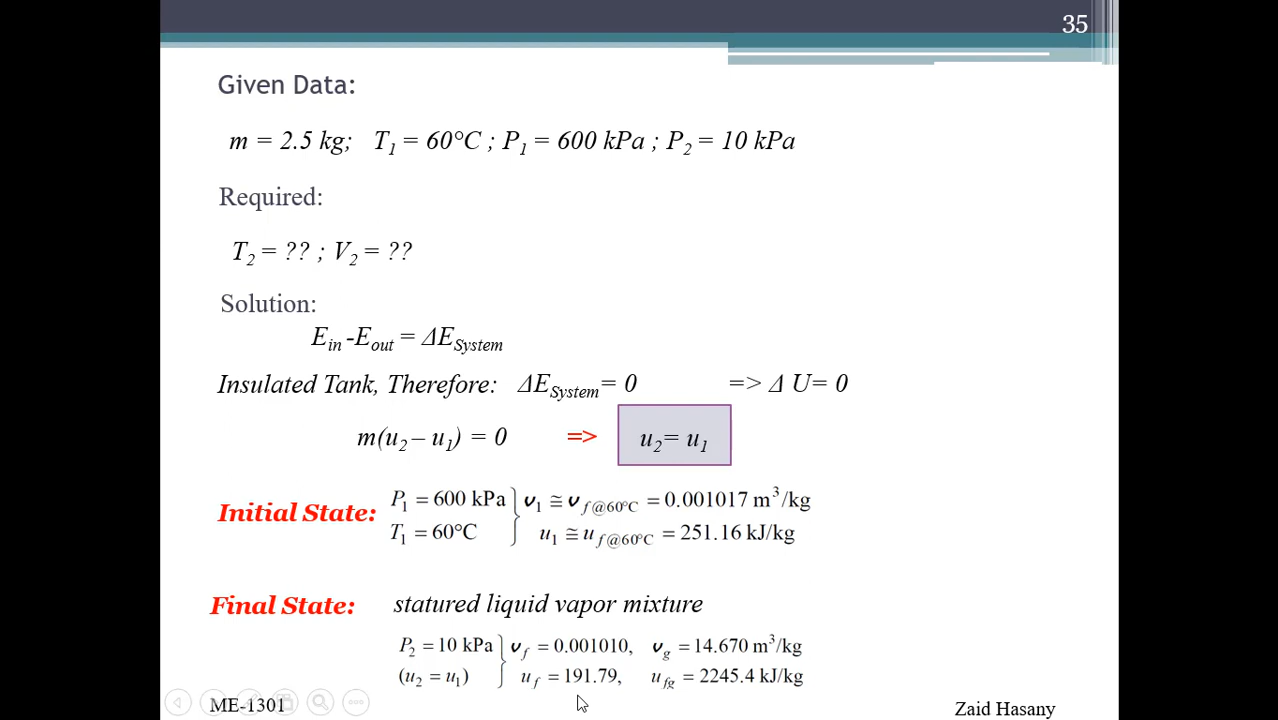 35
Given Data:
m = 2.5 kg; T1 = 60°C ; P1 = 600 kPa ; P2 = 10 kPa
Required:
T2 = ?? ; V2 = ??
Solution:
Ein -Eout = ΔESystem
Insulated Tank, Therefore: ΔESystem= 0 => Δ U= 0
m(u2 – u1) = 0 => u2= u1
Initial State: P1 = 600 kPa } υ1 ≅ υf@60°C = 0.001017 m³/kg
T1 = 60°C } u1 ≅ uf@60°C = 251.16 kJ/kg
Final State: statured liquid vapor mixture
P2 = 10 kPa } υf = 0.001010, υg = 14.670 m³/kg
(u2 = u1) } uf = 191.79, ufg = 2245.4 kJ/kg
ME-1301 Zaid Hasany